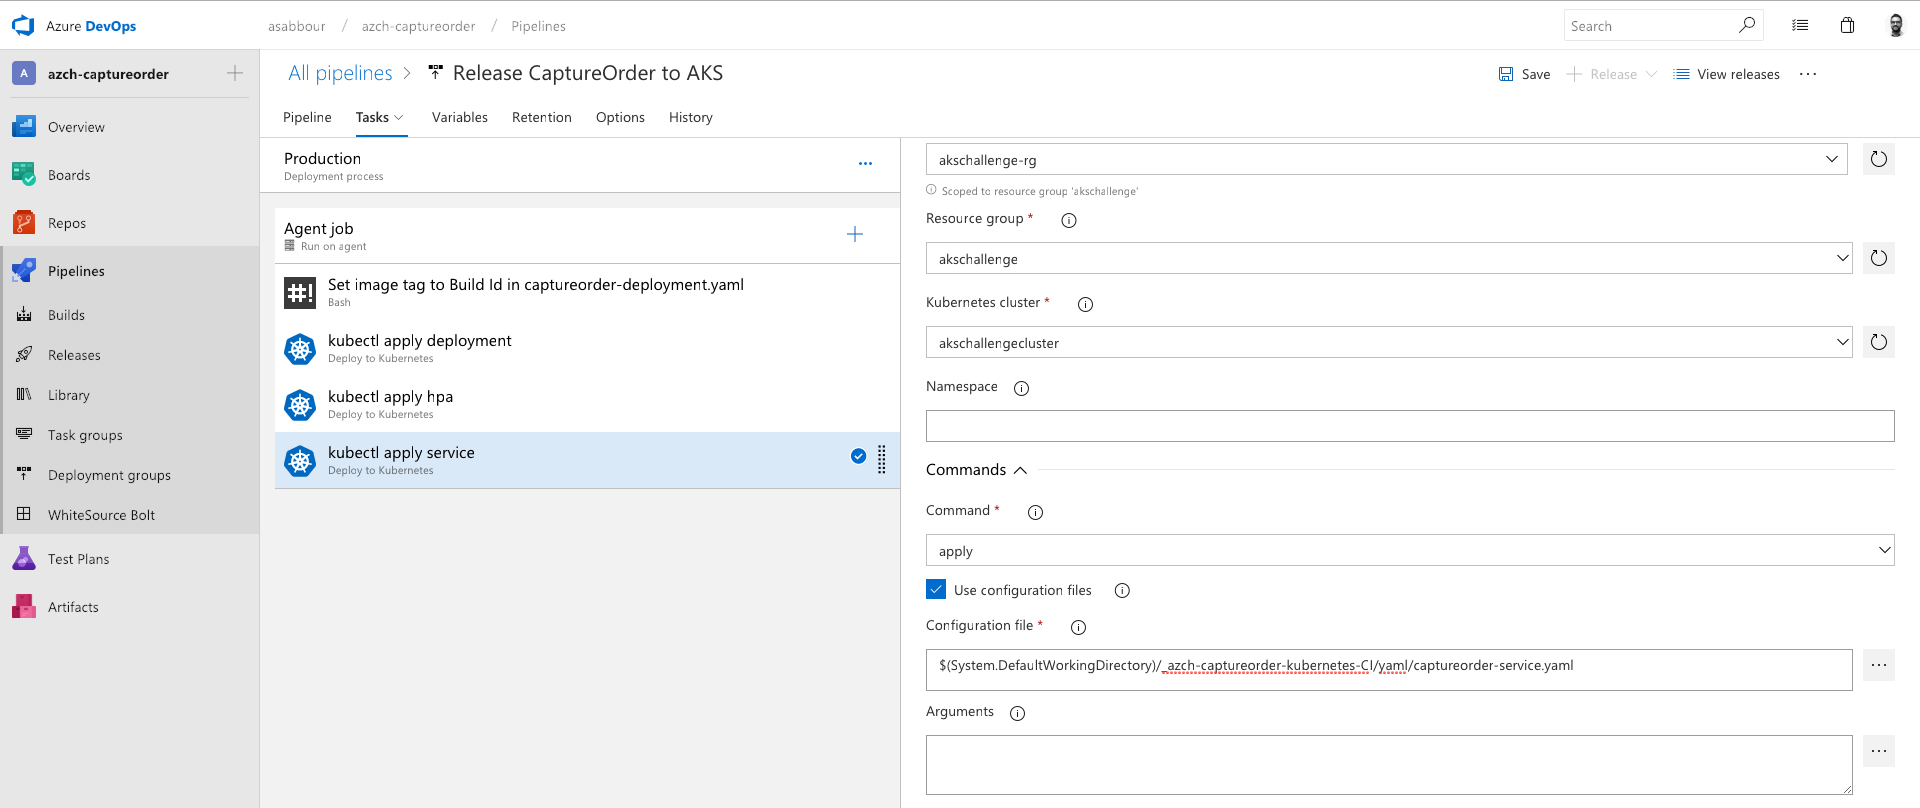 Azure DevOps
asabbour / azch-captureorder / Pipelines
Search
A azch-captureorder
Overview
Boards
Repos
Pipelines
Builds
Releases
Library
Task groups
Deployment groups
WhiteSource Bolt
Test Plans
Artifacts
All pipelines > Release CaptureOrder to AKS
Save
Release
View releases
Pipeline Tasks Variables Retention Options History
Production
Deployment process
Agent job
Run on agent
#! Set image tag to Build Id in captureorder-deployment.yaml
Bash
kubectl apply deployment
Deploy to Kubernetes
kubectl apply hpa
Deploy to Kubernetes
kubectl apply service
Deploy to Kubernetes
akschallenge-rg
Scoped to resource group 'akschallenge'
Resource group *
akschallenge
Kubernetes cluster *
akschallengecluster
Namespace
Commands
Command *
apply
Use configuration files
Configuration file *
$(System.DefaultWorkingDirectory)/_azch-captureorder-kubernetes-CI/yaml/captureorder-service.yaml
Arguments